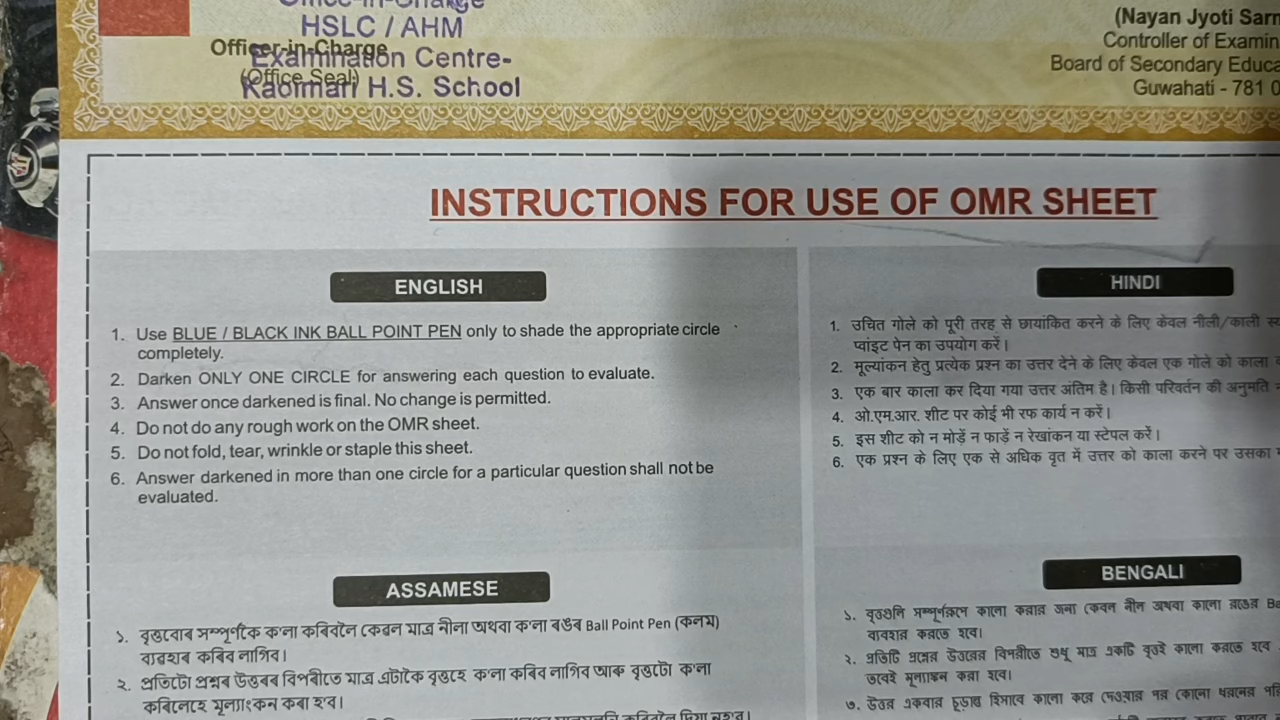 Office-in-Charge
HSLC / AHM
Officer-in-Charge
Examination Centre-
(Office Seal)
H.S. School
(Nayan Jyoti
Controller of
Board of Secondary
Guwahati - 781
INSTRUCTIONS FOR USE OF OMR SHEET
ENGLISH
1. Use BLUE / BLACK INK BALL POINT PEN only to shade the appropriate circle
completely.
2. Darken ONLY ONE CIRCLE for answering each question to evaluate.
3. Answer once darkened is final. No change is permitted.
4. Do not do any rough work on the OMR sheet.
5. Do not fold, tear, wrinkle or staple this sheet.
6. Answer darkened in more than one circle for a particular question shall not be
evaluated.
HINDI
1. उचित गोले को पूरी तरह से छायांकित करने के लिए केवल नीली/काली
प्वांइट पेन का उपयोग करें।
2. मूल्यांकन हेतु प्रत्येक प्रश्न का उत्तर देने के लिए केवल एक गोले को काला
3. एक बार काला कर दिया गया उत्तर अंतिम है। किसी परिवर्तन की अनुमति
4. ओ.एम.आर. शीट पर कोई भी रफ कार्य न करें।
5. इस शीट को न मोड़ें न फाड़ें न रेखांकन या स्टेपल करें।
6. एक प्रश्न के लिए एक से अधिक वृत में उत्तर को काला करने पर उसका
ASSAMESE
১. বৃত্তবোৰ সম্পূৰ্ণকৈ ক'লা কৰিবলৈ কেৱল মাত্ৰ নীলা অথবা ক'লা ৰঙৰ Ball Point Pen (কলম)
ব্যৱহাৰ কৰিব লাগিব।
২. প্ৰতিটো প্ৰশ্নৰ উত্তৰৰ বিপৰীতে মাত্ৰ এটাকৈ বৃত্তহে ক'লা কৰিব লাগিব আৰু বৃত্তটো ক'লা
কৰিলেহে মূল্যাংকন কৰা হ'ব।
BENGALI
১. বৃত্তগুলি সম্পূর্ণরূপে কালো করার জন্য কেবল নীল অথবা কালো রঙের
ব্যবহার করতে হবে।
২. প্রতিটি প্রশ্নের উত্তরের বিপরীতে শুধু মাত্র একটি বৃত্তই কালো করতে হবে
তবেই মূল্যাঙ্কন করা হবে।
৩. উত্তর একবার চূড়ান্ত হিসাবে কালো করে দেওয়ার পর কোনো ধরনের